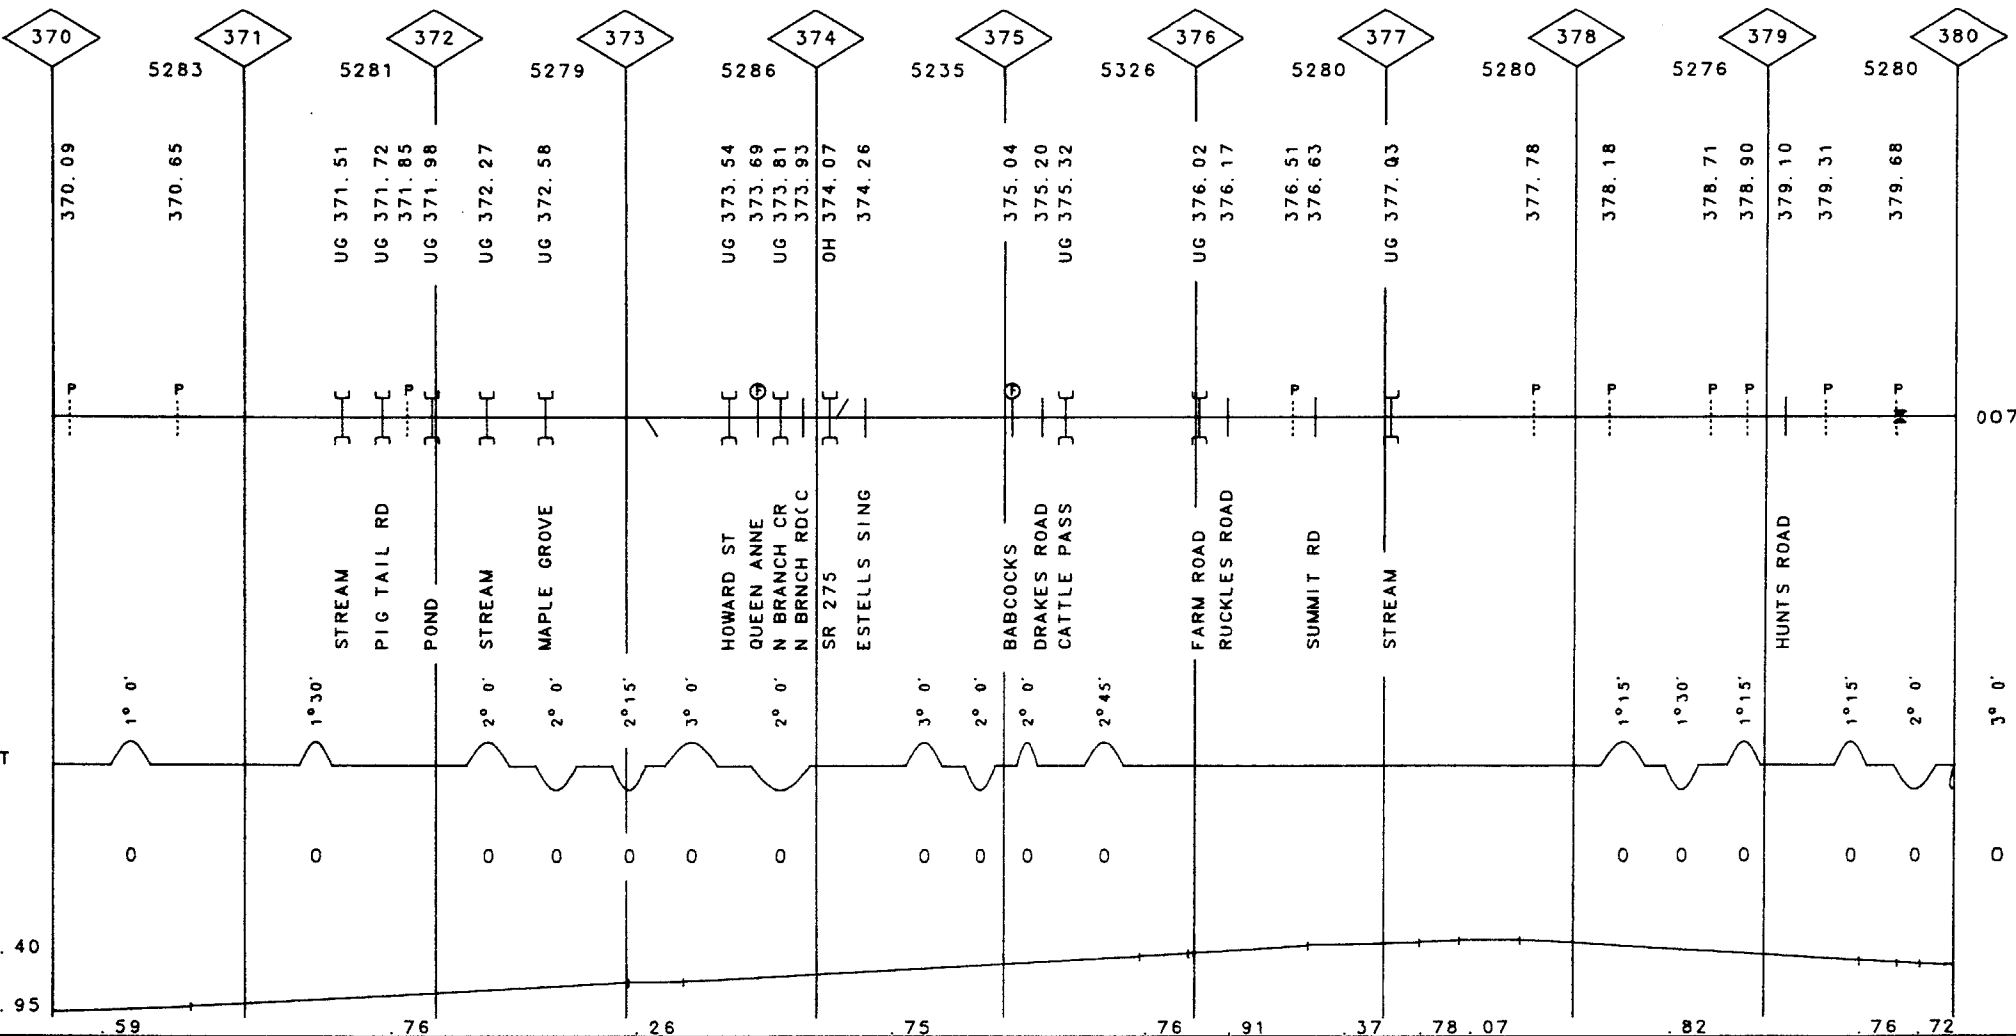 370 371 372 373 374 375 376 377 378 379 380
5283 5281 5279 5286 5235 5326 5280 5280 5276 5280
370.09
370.65
UG 371.51
UG 371.72
371.85
UG 371.98
UG 372.27
UG 372.58
UG 373.54
373.69
UG 373.81
373.93
OH 374.07
374.26
375.04
375.20
UG 375.32
UG 376.02
376.17
376.51
376.63
UG 377.03
377.78
378.18
378.71
378.90
379.10
379.31
379.68
P P P P P P P P P P P P
007
STREAM
PIG TAIL RD
POND
STREAM
MAPLE GROVE
HOWARD ST
QUEEN ANNE
N BRANCH CR
N BRNCH RD(C
SR 275
ESTELLS SING
BABCOCKS
DRAKES ROAD
CATTLE PASS
FARM ROAD
RUCKLES ROAD
SUMMIT RD
STREAM
HUNTS ROAD
1° 0'
1°30'
2° 0'
2° 0'
2°15'
3° 0'
2° 0'
3° 0'
2° 0'
2° 0'
2°45'
1°15'
1°30'
1°15'
1°15'
2° 0'
3° 0'
T
0 0 0 0 0 0 0 0 0 0 0 0 0 0 0 0 0
.40
.95
.59 .76 .26 .75 .76 .91 .37 .78 .07 .82 .76 .72